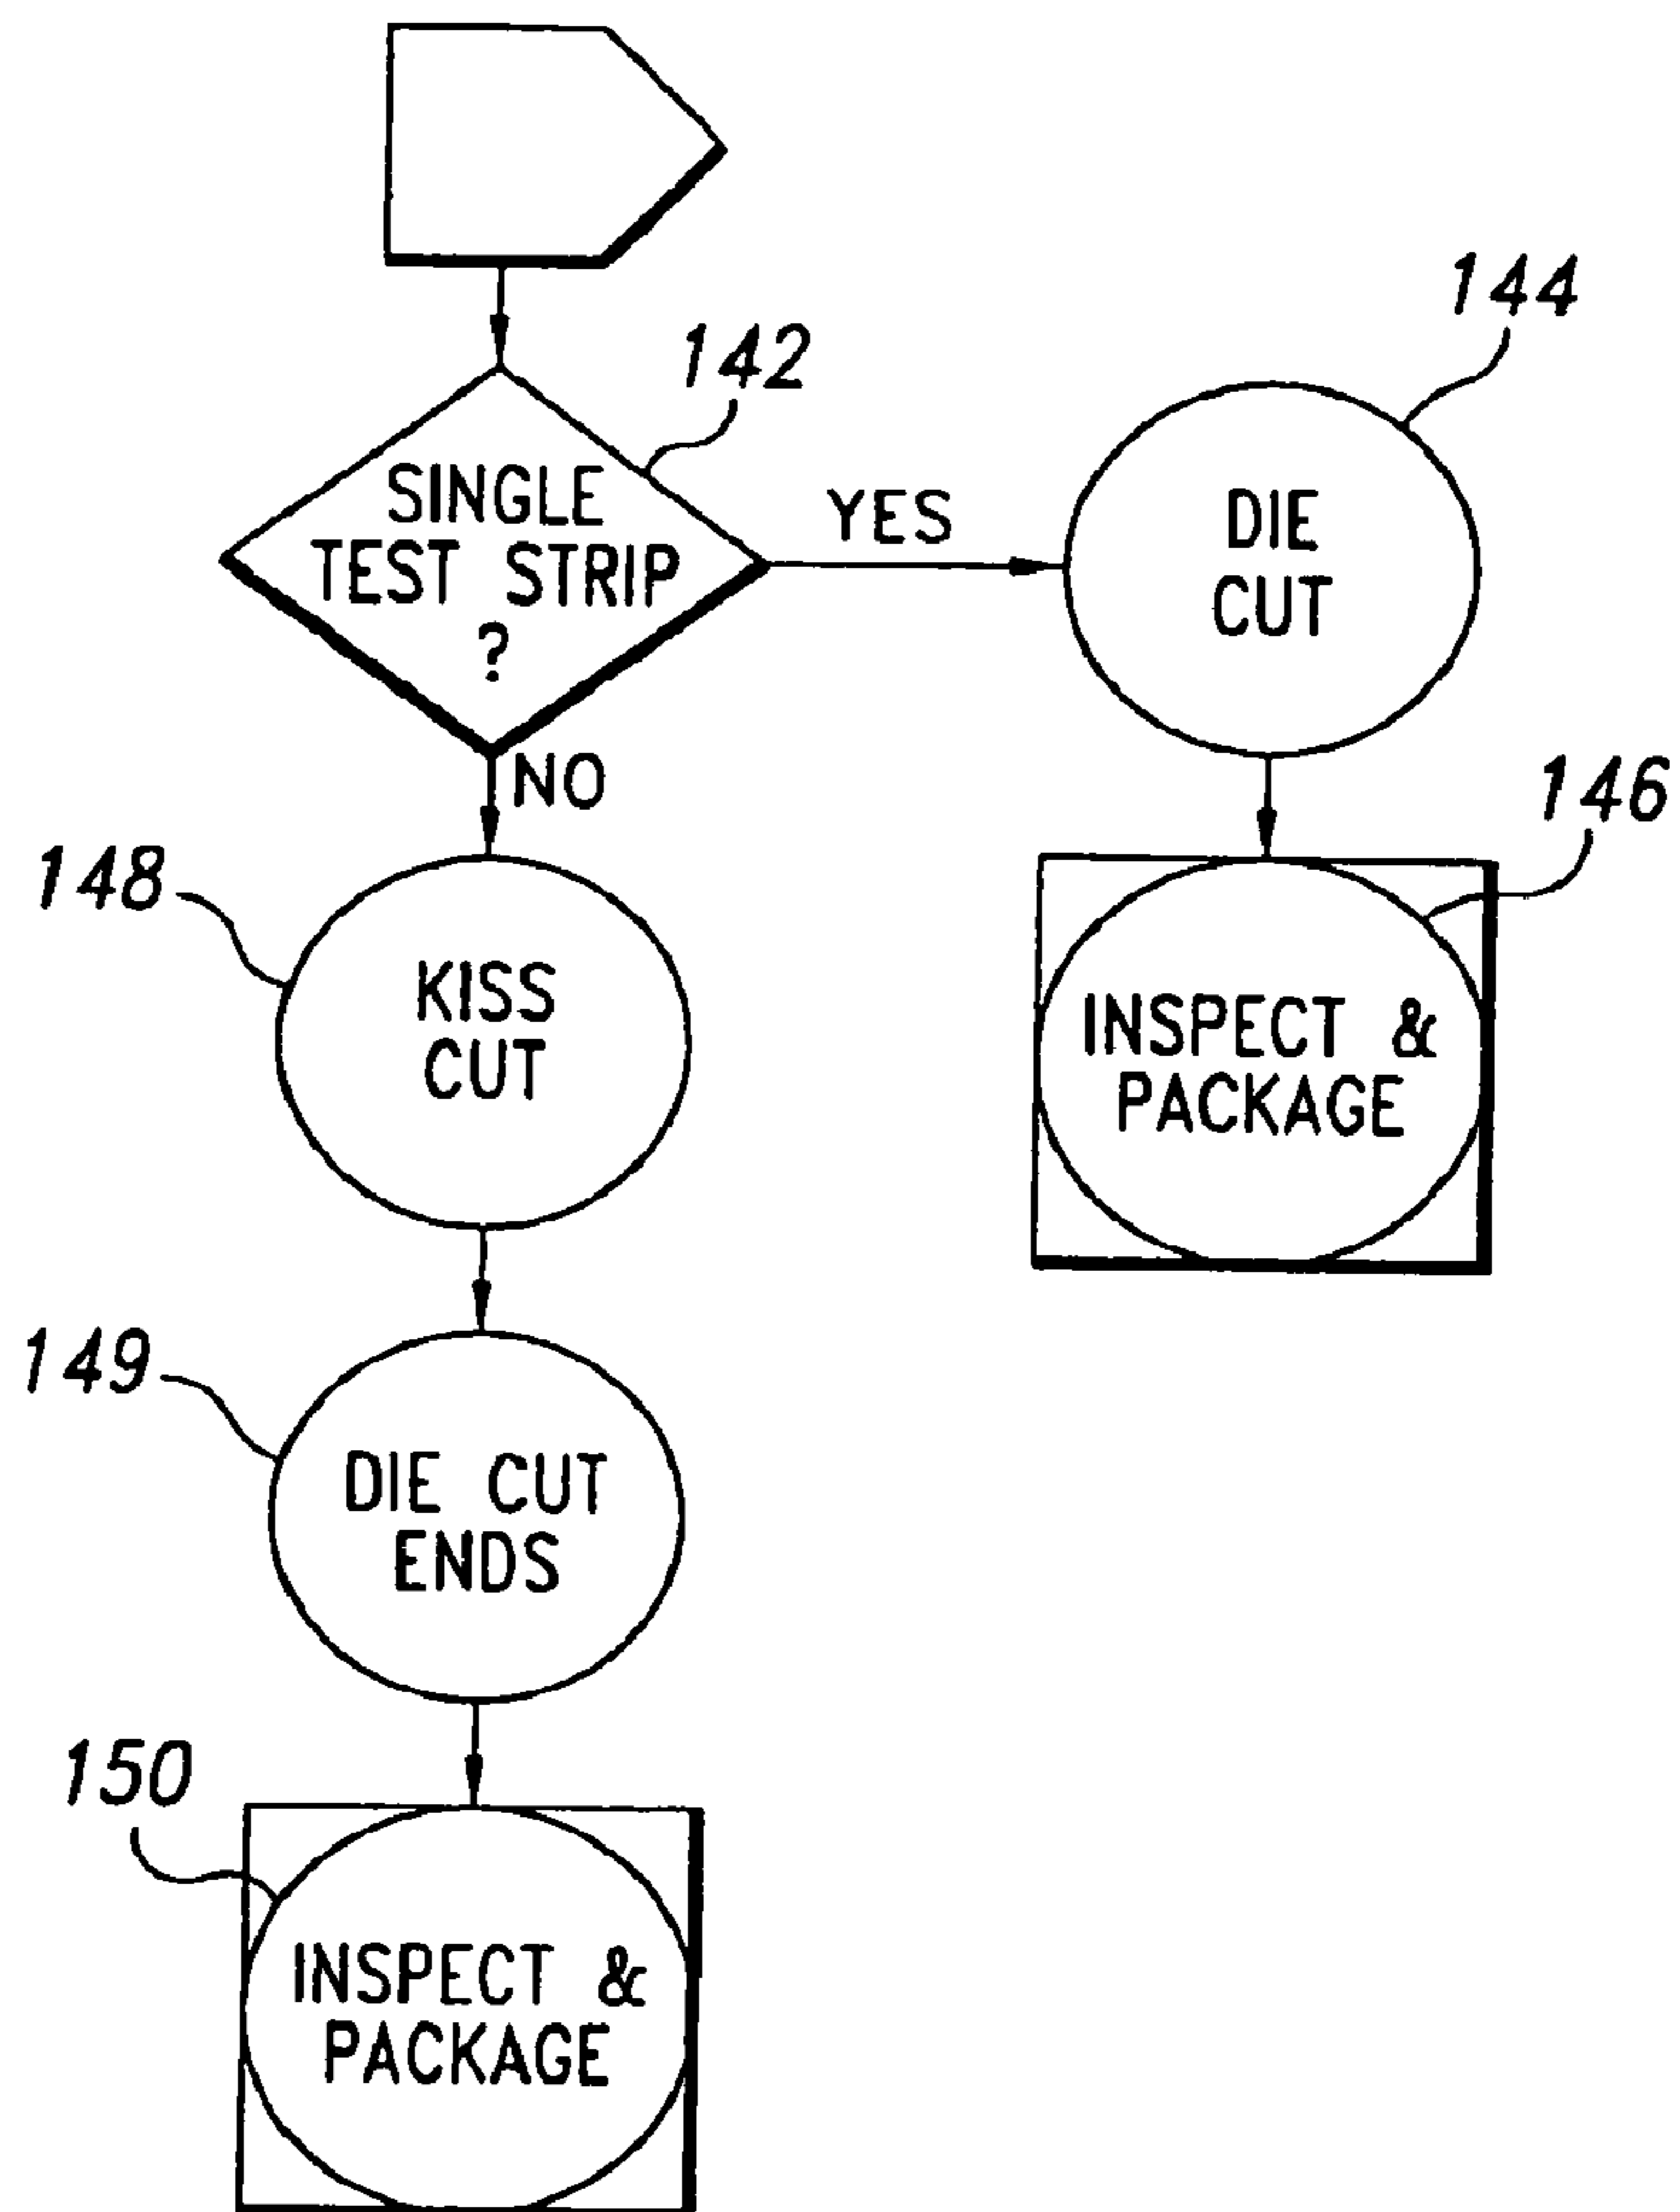 142
SINGLE
TEST STRIP
?
YES
NO
144
DIE
CUT
146
INSPECT &
PACKAGE
148
KISS
CUT
149
DIE CUT
ENDS
150
INSPECT &
PACKAGE